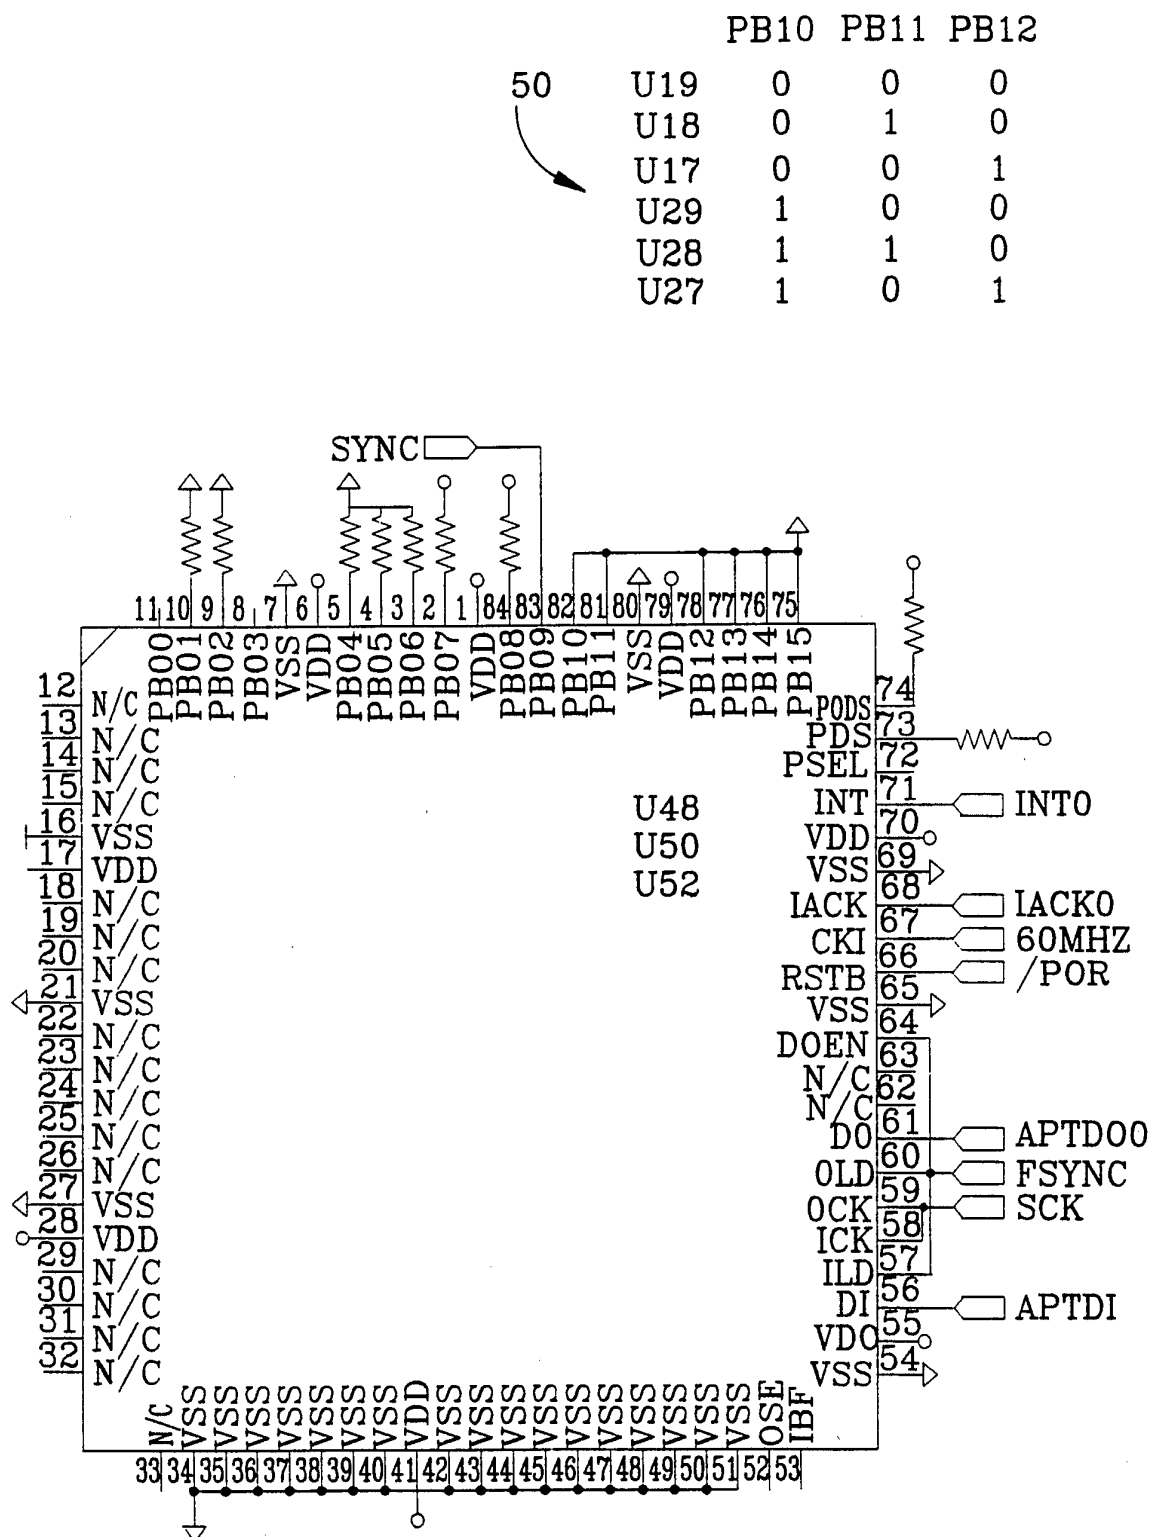 PB10 PB11 PB12
50 U19 0 0 0
U18 0 1 0
U17 0 0 1
U29 1 0 0
U28 1 1 0
U27 1 0 1
SYNC
11 10 9 8 7 6 5 4 3 2 1 84 83 82 81 80 79 78 77 76 75
PB00 PB01 PB02 PB03 VSS VDD PB04 PB05 PB06 PB07 VDD PB08 PB09 PB10 PB11 VSS VDD PB12 PB13 PB14 PB15
12 N/C
13 N/C
14 N/C
15 N/C
16 VSS
17 VDD
18 N/C
19 N/C
20 N/C
21 VSS
22 N/C
23 N/C
24 N/C
25 N/C
26 N/C
27 VSS
28 VDD
29 N/C
30 N/C
31 N/C
32 N/C
U48
U50
U52
PODS 74
PDS 73
PSEL 72
INT 71 INT0
VDD 70
VSS 69
IACK 68 IACK0
CKI 67 60MHZ
RSTB 66 /POR
VSS 65
DOEN 64
N/C 63
N/C 62
DO 61 APTDO0
OLD 60 FSYNC
OCK 59 SCK
ICK 58
ILD 57
DI 56 APTDI
VDO 55
VSS 54
N/C VSS VSS VSS VSS VSS VSS VSS VDD VSS VSS VSS VSS VSS VSS VSS VSS VSS VSS OSE IBF
33 34 35 36 37 38 39 40 41 42 43 44 45 46 47 48 49 50 51 52 53